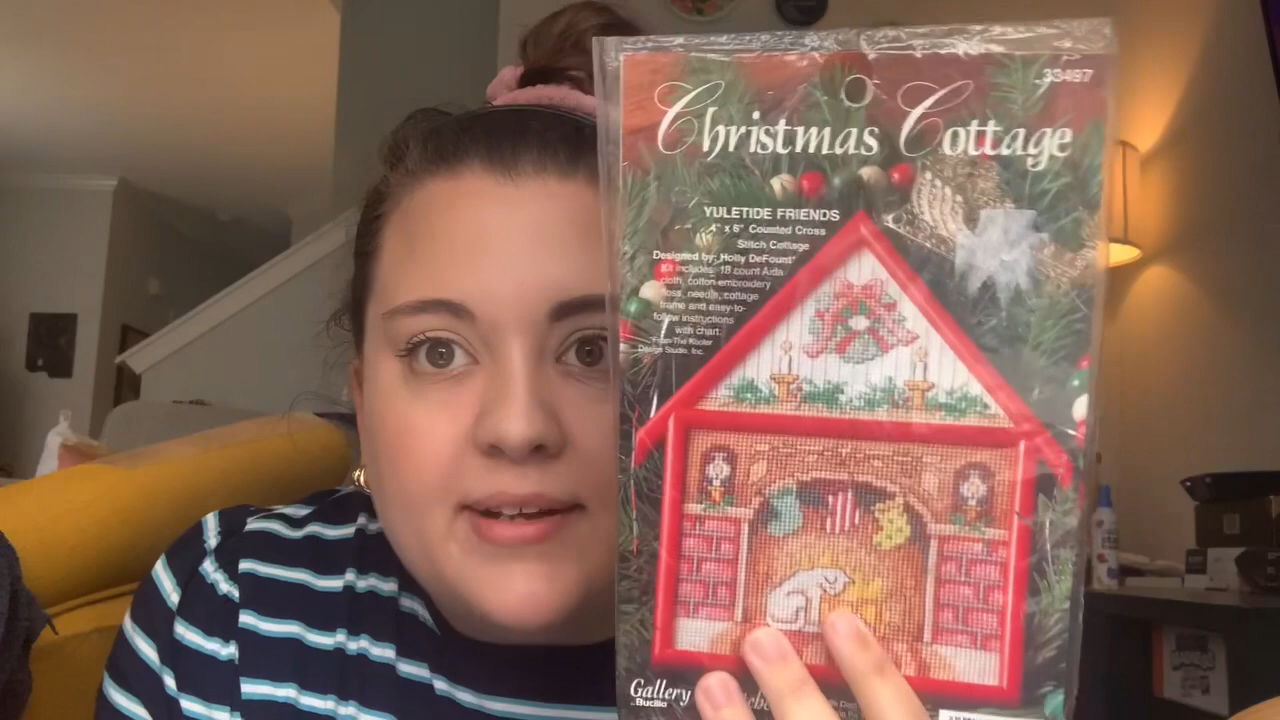 33497
Christmas Cottage
YULETIDE FRIENDS
4" x 6" Counted Cross
Stitch Cottage
Designed by: Holly DeFount*
Kit includes: 18 count Aida
cloth, cotton embroidery
floss, needle, cottage
frame and easy-to-
follow instructions
with chart.
*From The Kooler
Design Studio, Inc.
Gallery
by Bucilla